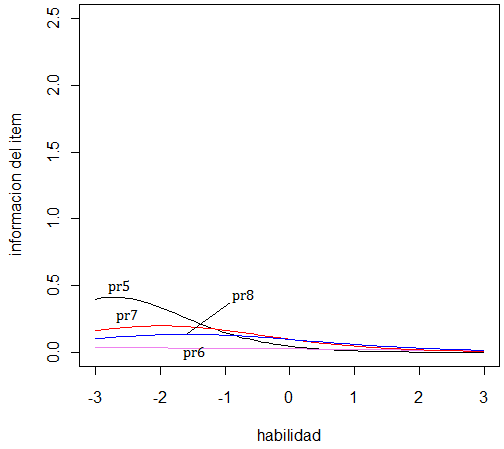 2.5
2.0
1.5
1.0
0.5
0.0
informacion del item
pr5
pr8
pr7
pr6
-3 -2 -1 0 1 2 3
habilidad